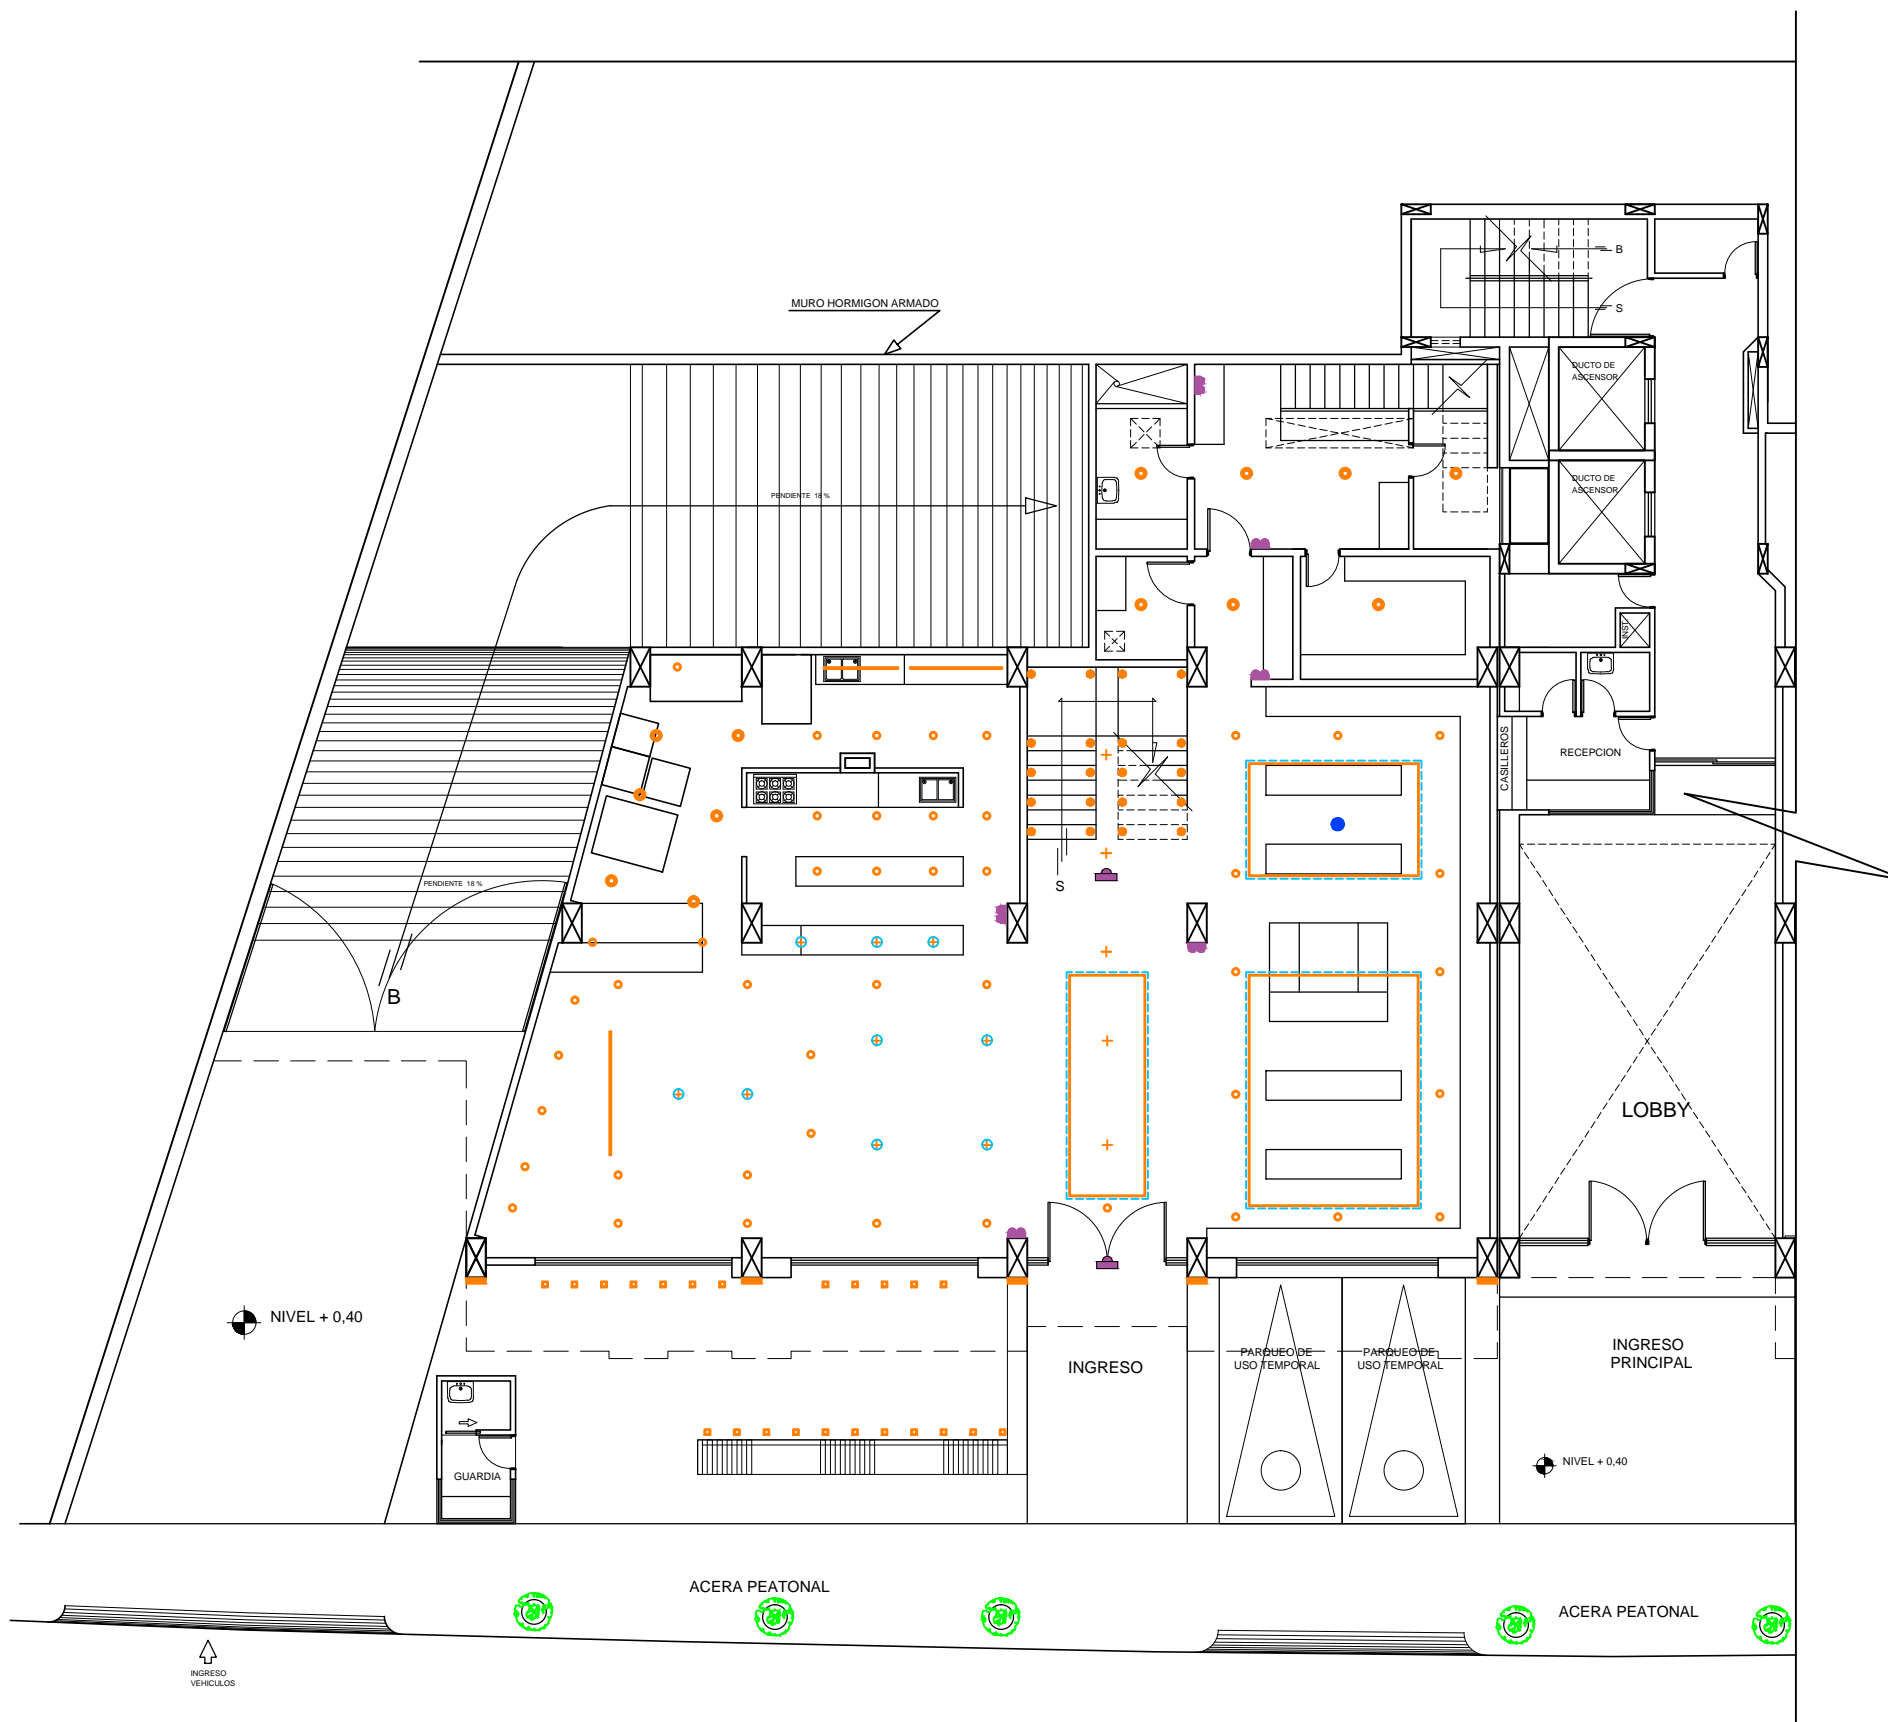 B
S
MURO HORMIGON ARMADO
DUCTO DE
ASCENSOR
PENDIENTE 18 %
DUCTO DE
ASCENSOR
INST.
CASILLEROS
RECEPCION
PENDIENTE 18 %
S
B
LOBBY
NIVEL + 0,40
INGRESO
PARQUEO DE
USO TEMPORAL
PARQUEO DE
USO TEMPORAL
INGRESO
PRINCIPAL
GUARDIA
NIVEL + 0,40
ACERA PEATONAL
ACERA PEATONAL
INGRESO
VEHICULOS